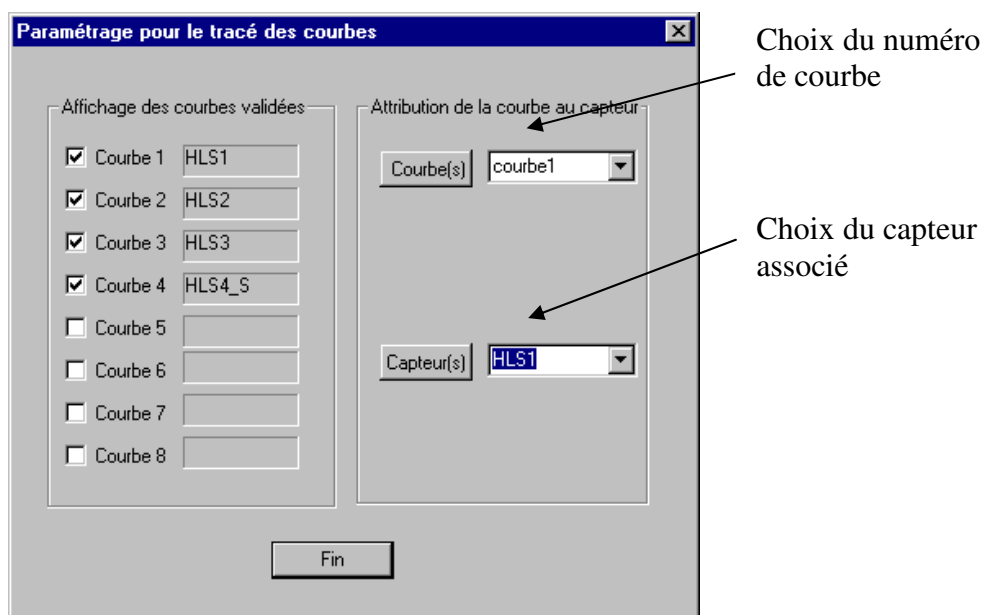 Paramétrage pour le tracé des courbes
Choix du numéro
de courbe
Affichage des courbes validées
Attribution de la courbe au capteur
Courbe 1 HLS1
Courbe(s) courbe1
Courbe 2 HLS2
Courbe 3 HLS3
Courbe 4 HLS4_S
Courbe 5
Courbe 6
Courbe 7
Courbe 8
Choix du capteur
associé
Capteur(s) HLS1
Fin